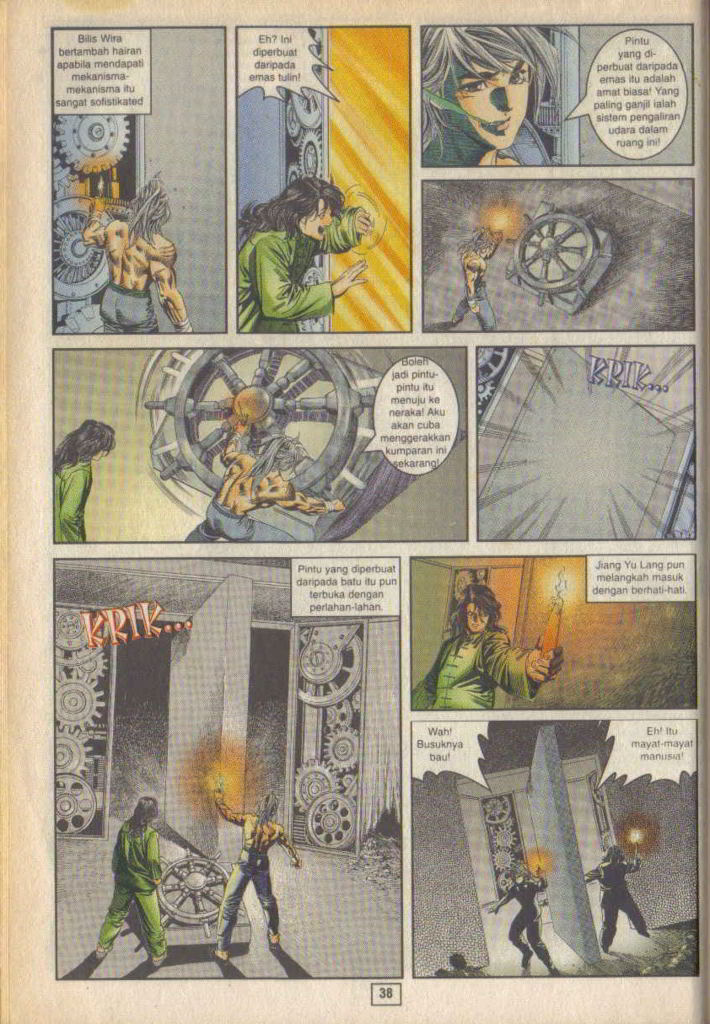 Bilis Wira
bertambah hairan
apabila mendapati
mekanisma-
mekanisma itu
sangat sofistikated
Eh? Ini
diperbuat
daripada
emas tulin!
Pintu
yang di-
perbuat daripada
emas itu adalah
amat biasa! Yang
paling ganjil ialah
sistem pengaliran
udara dalam
ruang ini!
Boleh
jadi pintu-
pintu itu
menuju ke
neraka! Aku
akan cuba
menggerakkan
kumparan ini
sekarang!
KRIK...
Pintu yang diperbuat
daripada batu itu pun
terbuka dengan
perlahan-lahan.
KRIK...
Jiang Yu Lang pun
melangkah masuk
dengan berhati-hati.
Wah!
Busuknya
bau!
Eh! Itu
mayat-mayat
manusia!
38